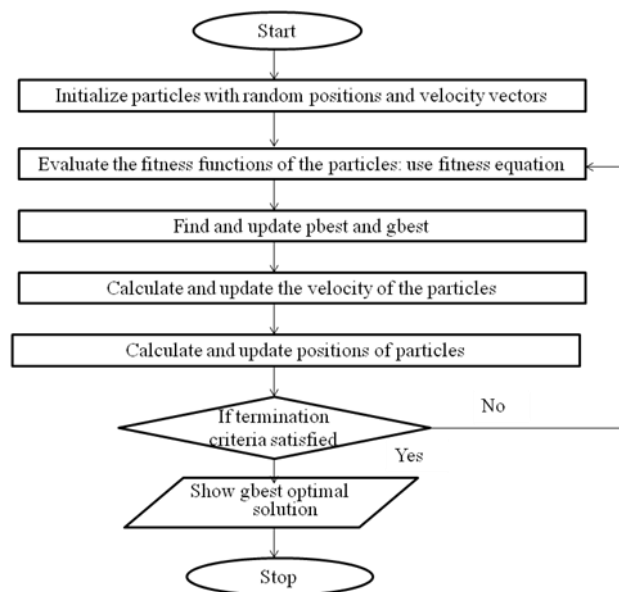 Start
Initialize particles with random positions and velocity vectors
Evaluate the fitness functions of the particles: use fitness equation
Find and update pbest and gbest
Calculate and update the velocity of the particles
Calculate and update positions of particles
If termination
criteria satisfied
No
Yes
Show gbest optimal
solution
Stop